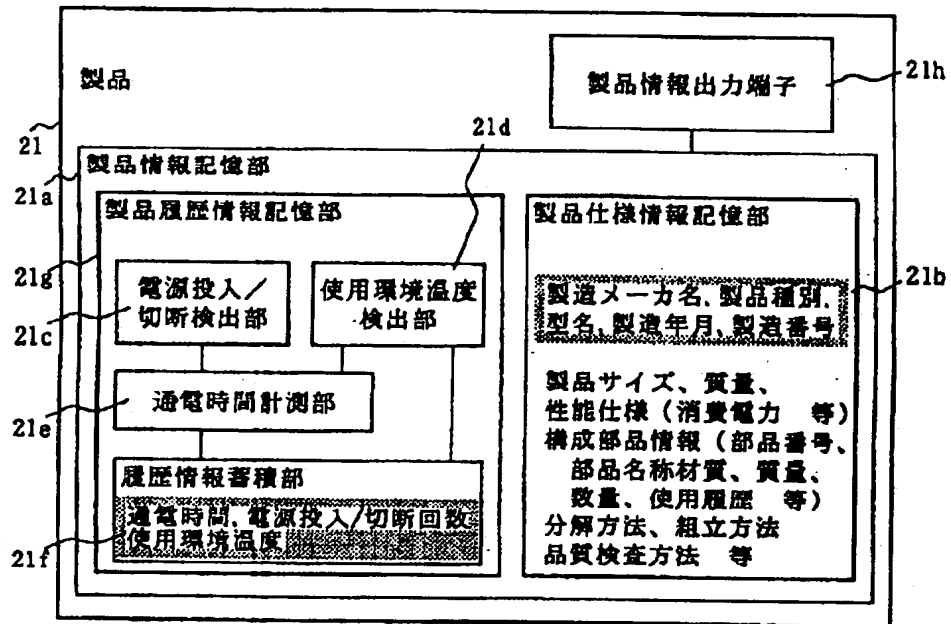 製品
製品情報出力端子
21h
21
21d
製品情報記憶部
21a
製品履歴情報記憶部
製品仕様情報記憶部
21g
電源投入／
切断検出部
使用環境温度
検出部
21c
21b
製造メーカ名、製品種別、
型名、製造年月、製造番号
通電時間計測部
21e
製品サイズ、質量、
性能仕様（消費電力 等）
構成部品情報（部品番号、
部品名称材質、質量、
数量、使用履歴 等）
分解方法、組立方法
品質検査方法 等
履歴情報蓄積部
通電時間、電源投入/切断回数
使用環境温度
21f